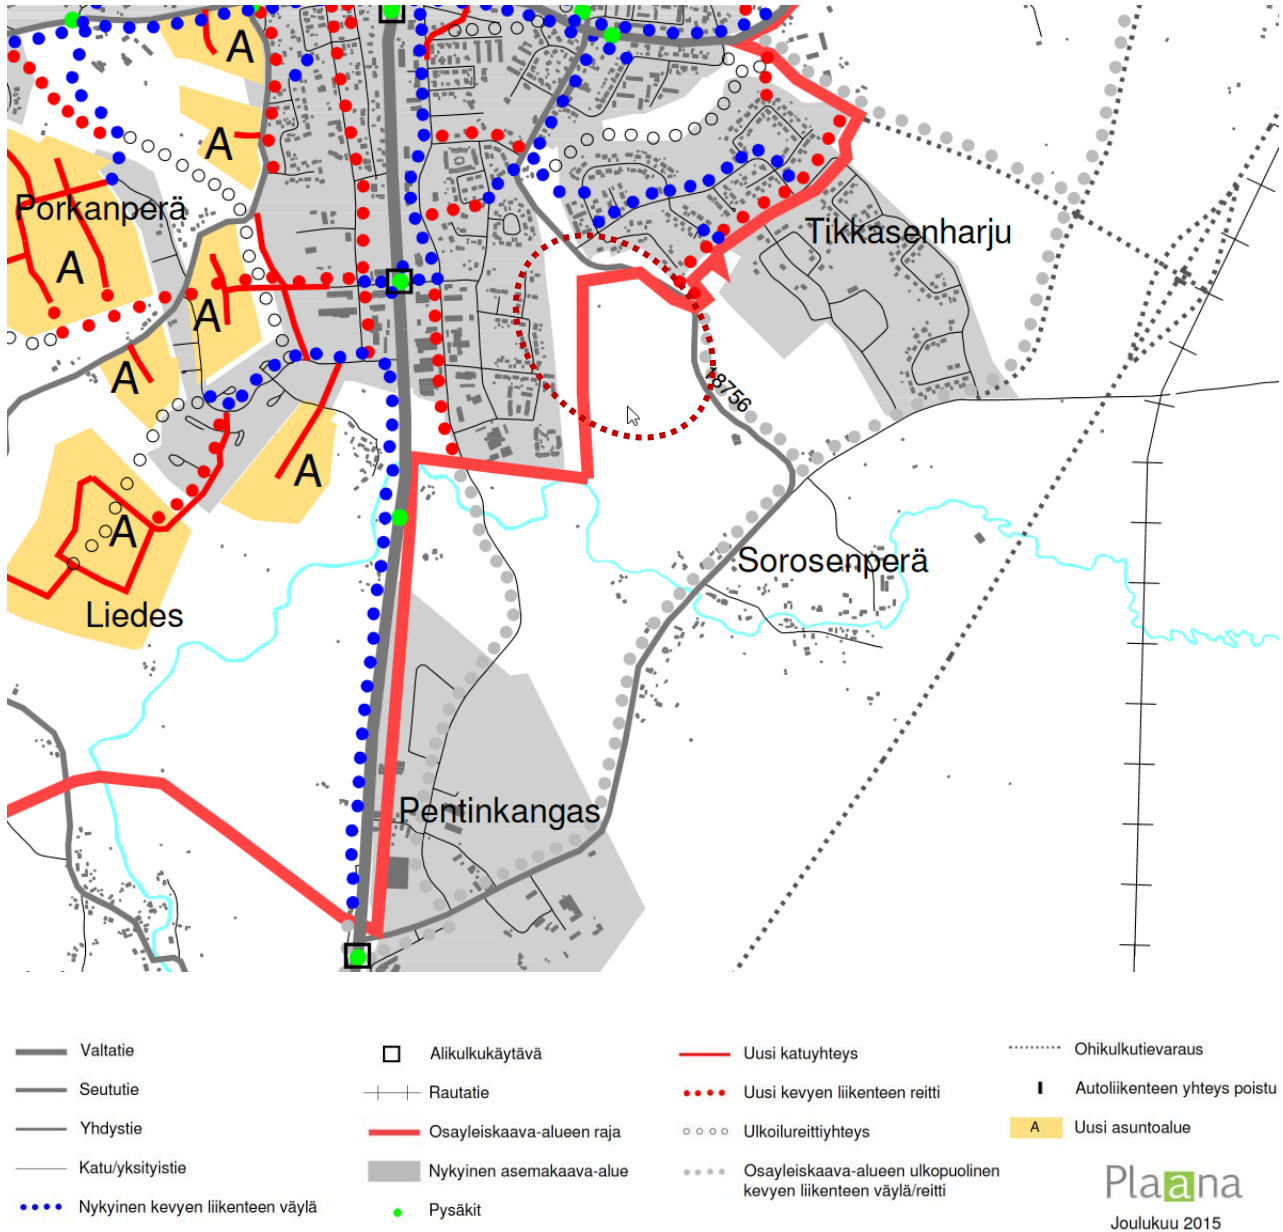 A
A
Porkanperä
Tikkasenharju
A
A
A
18756
A
A
Sorosenperä
Liedes
Pentinkangas
Valtatie
Seututie
Yhdystie
Katu/yksityistie
Nykyinen kevyen liikenteen väylä
Alikulkukäytävä
Rautatie
Osayleiskaava-alueen raja
Nykyinen asemakaava-alue
Pysäkit
Uusi katuyhteys
Uusi kevyen liikenteen reitti
Ulkoilureittiyhteys
Osayleiskaava-alueen ulkopuolinen
kevyen liikenteen väylä/reitti
Ohikulkutievaraus
Autoliikenteen yhteys poistu
A Uusi asuntoalue
Plaana
Joulukuu 2015